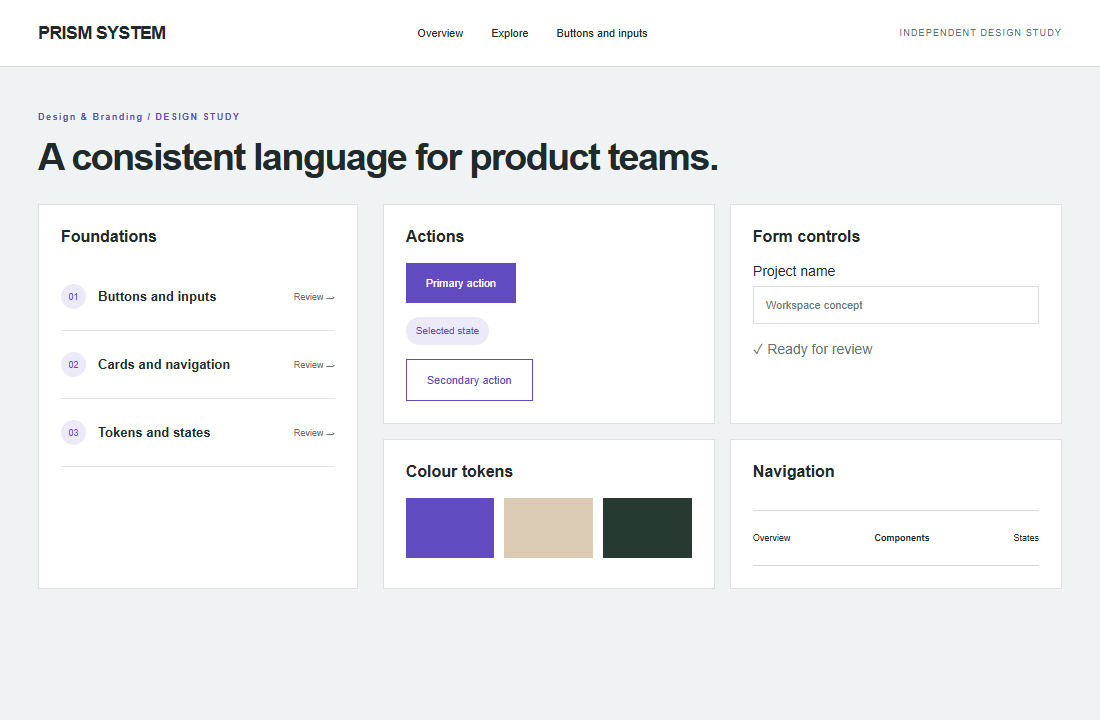 PRISM SYSTEM
Overview Explore Buttons and inputs
INDEPENDENT DESIGN STUDY
Design & Branding / DESIGN STUDY
A consistent language for product teams.
Foundations
01 Buttons and inputs Review →
02 Cards and navigation Review →
03 Tokens and states Review →
Actions
Primary action
Selected state
Secondary action
Form controls
Project name
Workspace concept
✓ Ready for review
Colour tokens
Navigation
Overview Components States